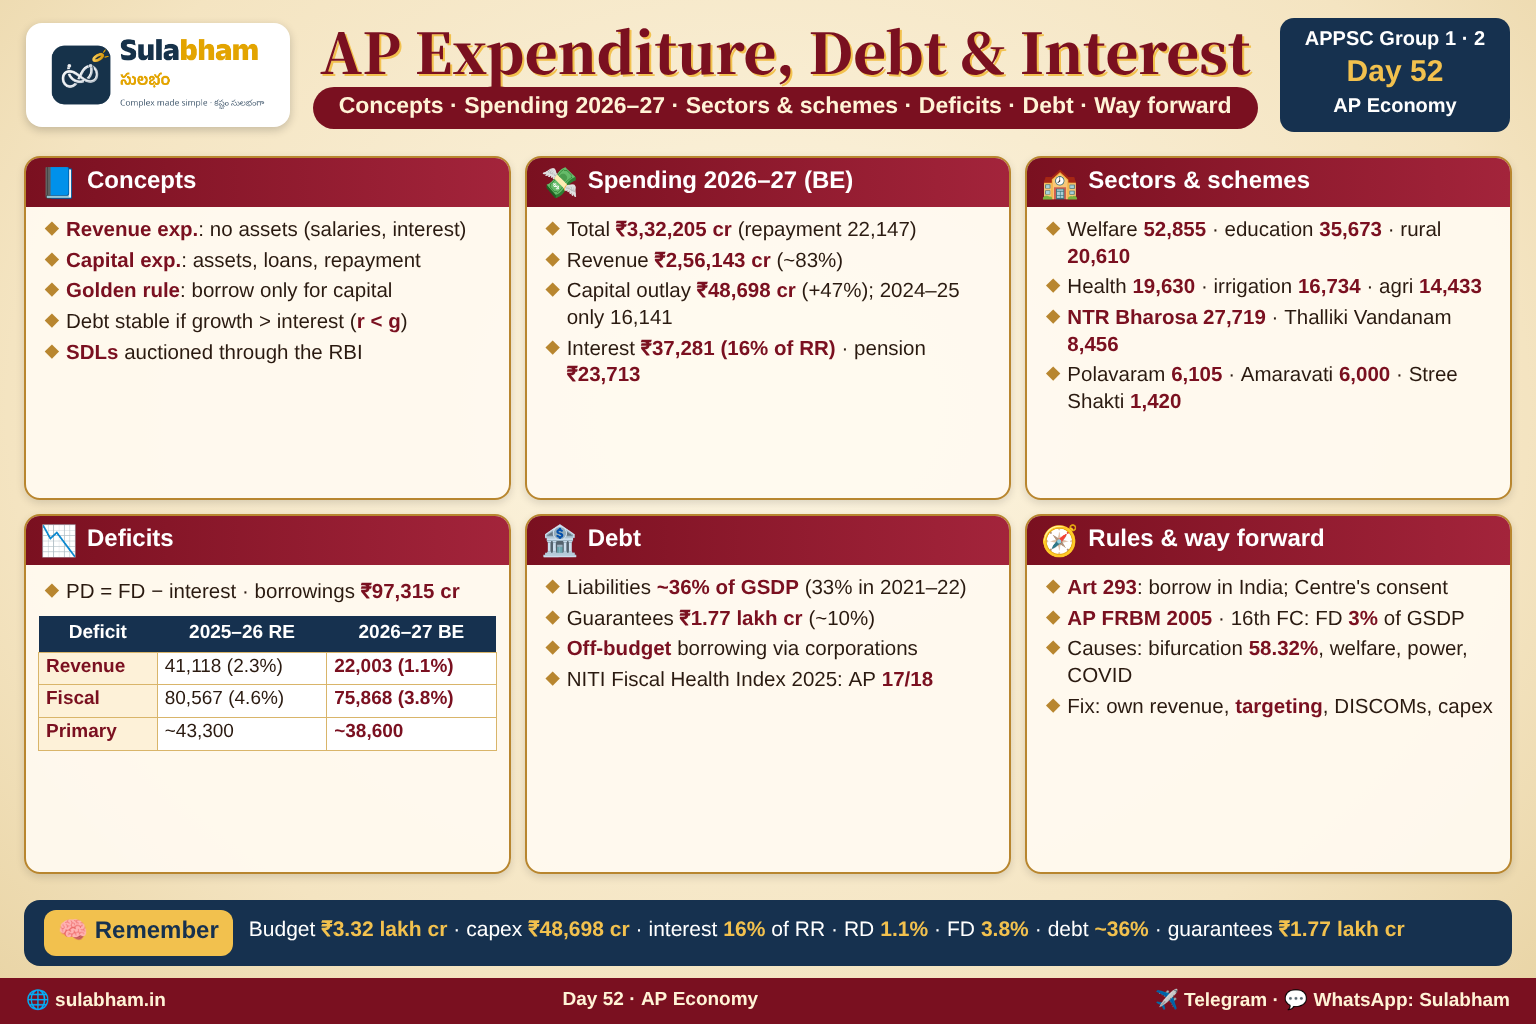 Sulabham
సులభం
Complex made simple · కష్టం సులభంగా
AP Expenditure, Debt & Interest
Concepts · Spending 2026–27 · Sectors & schemes · Deficits · Debt · Way forward
APPSC Group 1 · 2
Day 52
AP Economy
📘 Concepts
◆ Revenue exp.: no assets (salaries, interest)
◆ Capital exp.: assets, loans, repayment
◆ Golden rule: borrow only for capital
◆ Debt stable if growth > interest (r < g)
◆ SDLs auctioned through the RBI
💸 Spending 2026–27 (BE)
◆ Total ₹3,32,205 cr (repayment 22,147)
◆ Revenue ₹2,56,143 cr (~83%)
◆ Capital outlay ₹48,698 cr (+47%); 2024–25
only 16,141
◆ Interest ₹37,281 (16% of RR) · pension
₹23,713
🏫 Sectors & schemes
◆ Welfare 52,855 · education 35,673 · rural
20,610
◆ Health 19,630 · irrigation 16,734 · agri 14,433
◆ NTR Bharosa 27,719 · Thalliki Vandanam
8,456
◆ Polavaram 6,105 · Amaravati 6,000 · Stree
Shakti 1,420
📉 Deficits
◆ PD = FD − interest · borrowings ₹97,315 cr
Deficit 2025–26 RE 2026–27 BE
Revenue 41,118 (2.3%) 22,003 (1.1%)
Fiscal 80,567 (4.6%) 75,868 (3.8%)
Primary ~43,300 ~38,600
🏦 Debt
◆ Liabilities ~36% of GSDP (33% in 2021–22)
◆ Guarantees ₹1.77 lakh cr (~10%)
◆ Off-budget borrowing via corporations
◆ NITI Fiscal Health Index 2025: AP 17/18
🧭 Rules & way forward
◆ Art 293: borrow in India; Centre's consent
◆ AP FRBM 2005 · 16th FC: FD 3% of GSDP
◆ Causes: bifurcation 58.32%, welfare, power,
COVID
◆ Fix: own revenue, targeting, DISCOMs, capex
🧠 Remember Budget ₹3.32 lakh cr · capex ₹48,698 cr · interest 16% of RR · RD 1.1% · FD 3.8% · debt ~36% · guarantees ₹1.77 lakh cr
🌐 sulabham.in
Day 52 · AP Economy
✈️ Telegram · 💬 WhatsApp: Sulabham